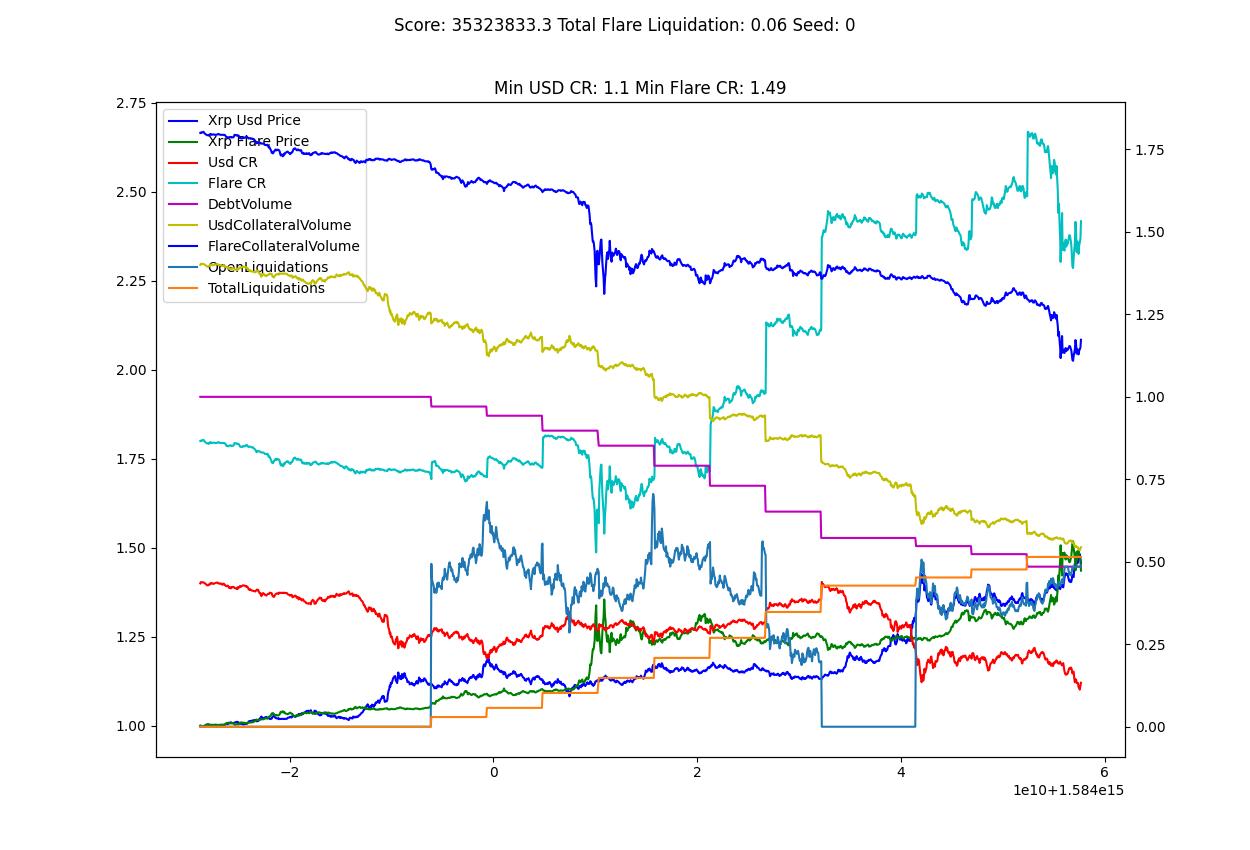 Score: 35323833.3 Total Flare Liquidation: 0.06 Seed: 0
Min USD CR: 1.1 Min Flare CR: 1.49
Xrp Usd Price
Xrp Flare Price
Usd CR
Flare CR
DebtVolume
UsdCollateralVolume
FlareCollateralVolume
OpenLiquidations
TotalLiquidations
2.75
2.50
2.25
2.00
1.75
1.50
1.25
1.00
1.75
1.50
1.25
1.00
0.75
0.50
0.25
0.00
−2
0
2
4
6
1e10+1.584e15